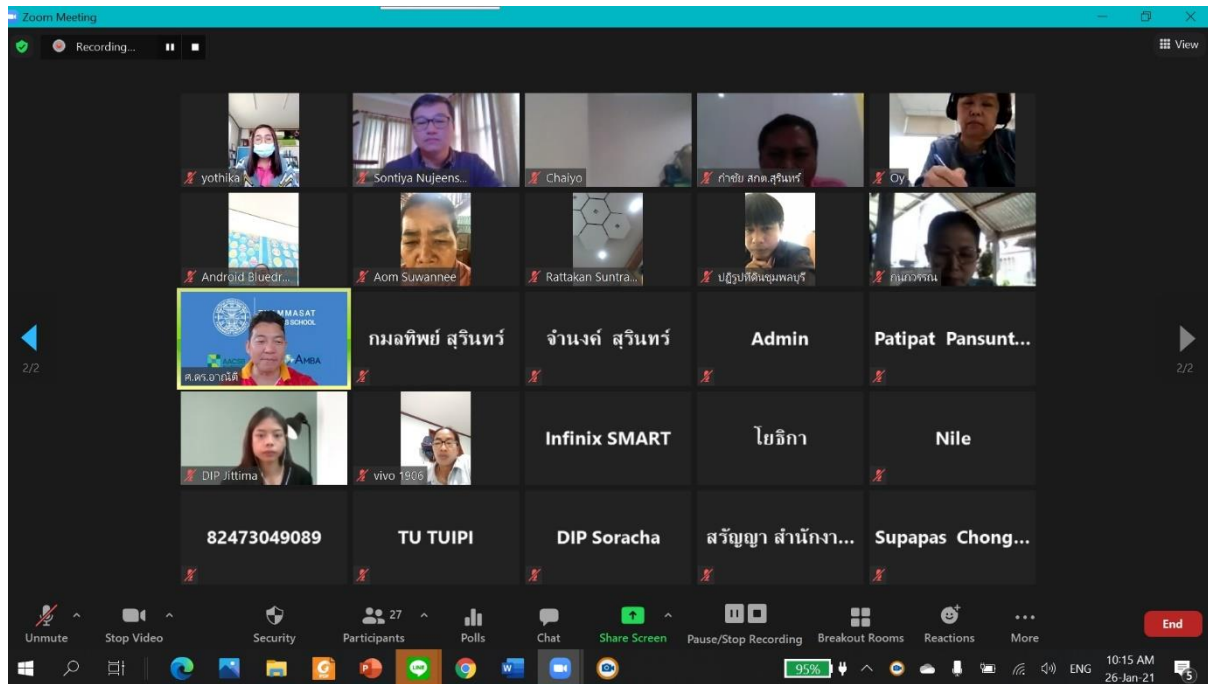 Zoom Meeting
Recording...
View
yothika
Sontiya Nujeens...
Chaiyo
กำชัย สกต.สุรินทร์
Oy
Android Bluedr...
Aom Suwannee
Rattakan Suntra...
ปฏิรูปที่ดินชุมพลบุรี
กนกวรรณ
THAMMASAT
SCHOOL
AACSB
AMBA
ศ.ดร.อาณัติ
กมลทิพย์ สุวินทว์
จำนงค์ สุวินทว์
Admin
Patipat Pansunt...
2/2
2/2
DIP Jittima
vivo 1906
Infinix SMART
โยธิกา
Nile
82473049089
TU TUIPI
DIP Soracha
สรัญญา สำนักงา...
Supapas Chong...
27
Unmute
Stop Video
Security
Participants
Polls
Chat
Share Screen
Pause/Stop Recording
Breakout Rooms
Reactions
More
End
95%
ENG
10:15 AM
26-Jan-21
5